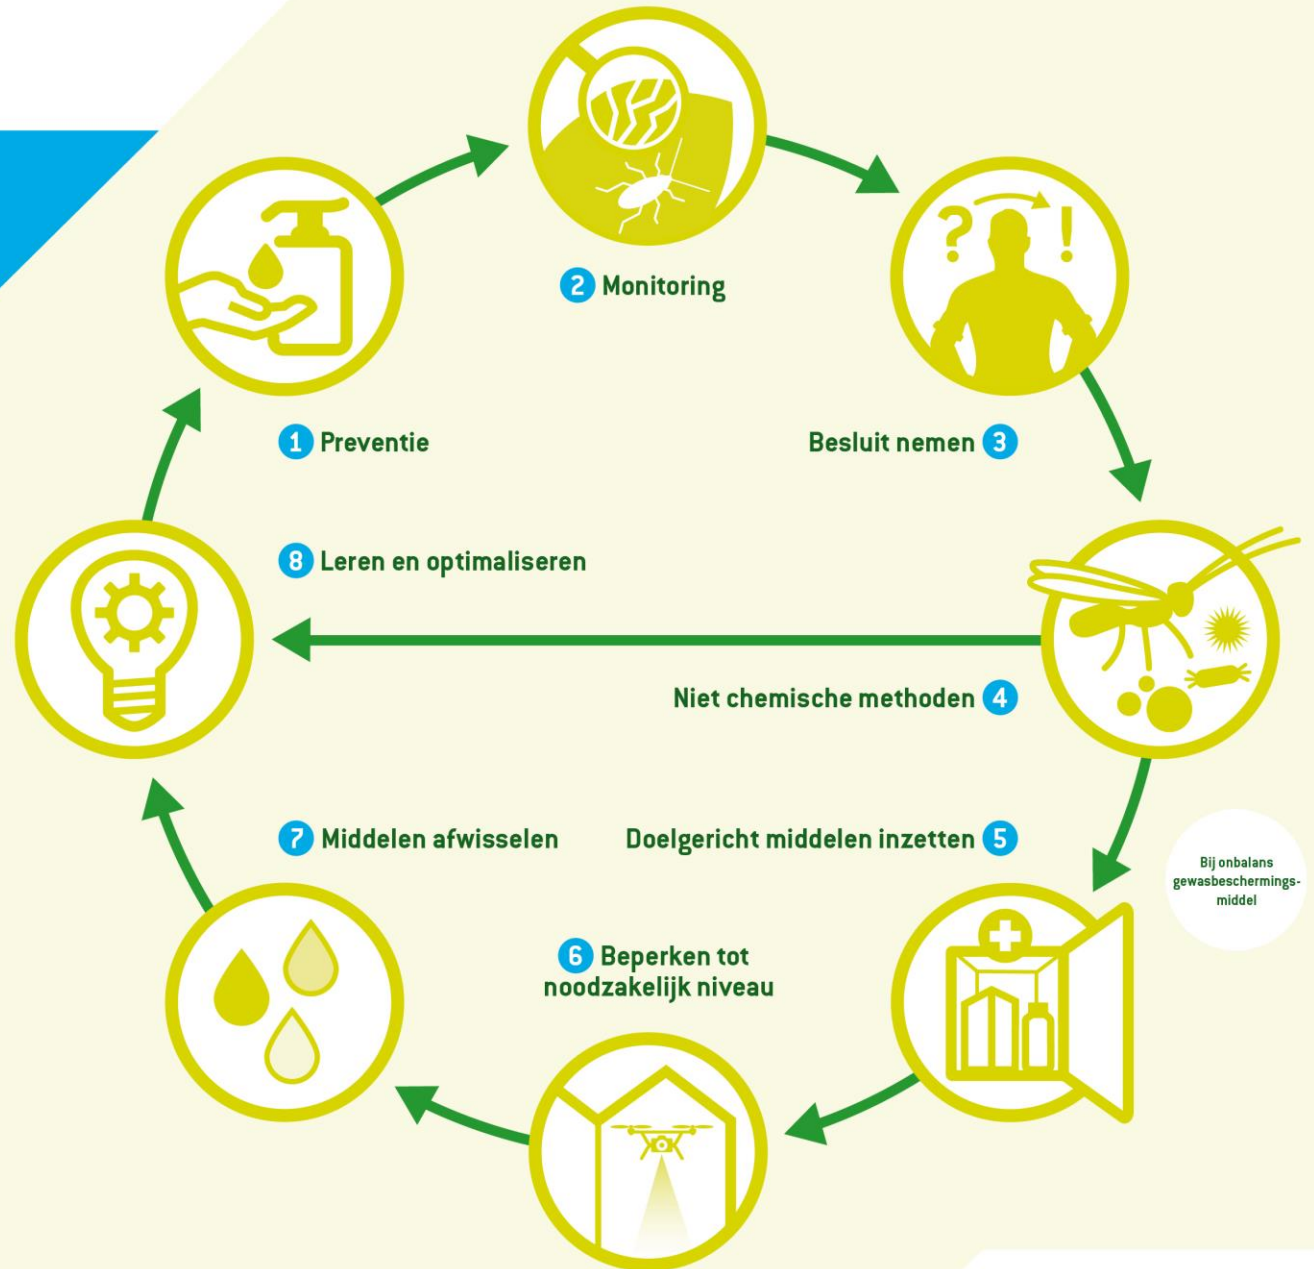 2 Monitoring
1 Preventie
Besluit nemen 3
8 Leren en optimaliseren
Niet chemische methoden 4
7 Middelen afwisselen
Doelgericht middelen inzetten 5
Bij onbalans
gewasbeschermings-
middel
6 Beperken tot
noodzakelijk niveau
? !